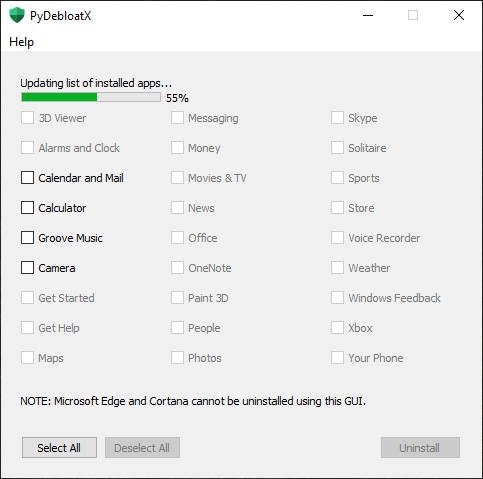 PyDebloatX
Help
Updating list of installed apps...
55%
3D Viewer Messaging Skype
Alarms and Clock Money Solitaire
Calendar and Mail Movies & TV Sports
Calculator News Store
Groove Music Office Voice Recorder
Camera OneNote Weather
Get Started Paint 3D Windows Feedback
Get Help People Xbox
Maps Photos Your Phone
NOTE: Microsoft Edge and Cortana cannot be uninstalled using this GUI.
Select All Deselect All Uninstall